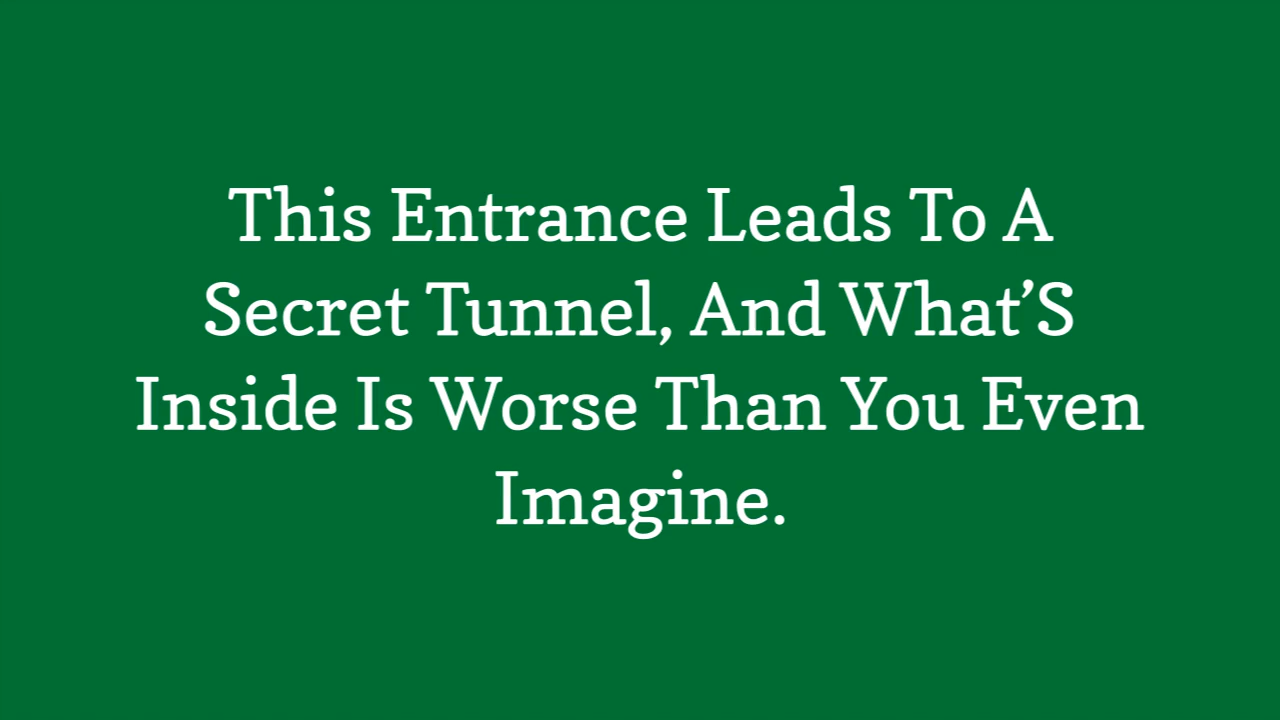 This Entrance Leads To A
Secret Tunnel, And What’S
Inside Is Worse Than You Even
Imagine.